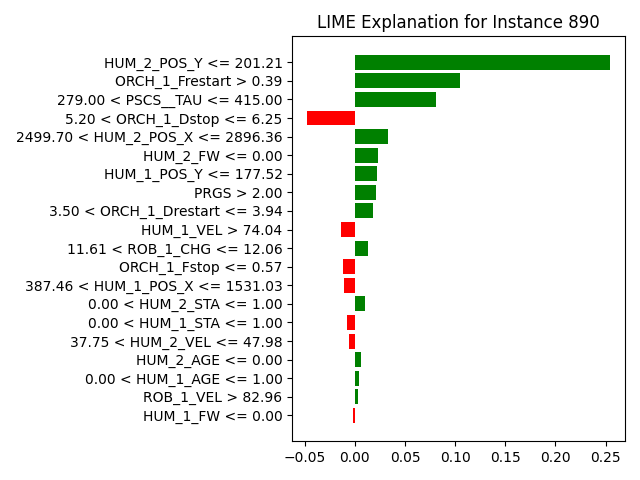 LIME Explanation for Instance 890
HUM_2_POS_Y <= 201.21
ORCH_1_Frestart > 0.39
279.00 < PSCS__TAU <= 415.00
5.20 < ORCH_1_Dstop <= 6.25
2499.70 < HUM_2_POS_X <= 2896.36
HUM_2_FW <= 0.00
HUM_1_POS_Y <= 177.52
PRGS > 2.00
3.50 < ORCH_1_Drestart <= 3.94
HUM_1_VEL > 74.04
11.61 < ROB_1_CHG <= 12.06
ORCH_1_Fstop <= 0.57
387.46 < HUM_1_POS_X <= 1531.03
0.00 < HUM_2_STA <= 1.00
0.00 < HUM_1_STA <= 1.00
37.75 < HUM_2_VEL <= 47.98
HUM_2_AGE <= 0.00
0.00 < HUM_1_AGE <= 1.00
ROB_1_VEL > 82.96
HUM_1_FW <= 0.00
−0.05 0.00 0.05 0.10 0.15 0.20 0.25